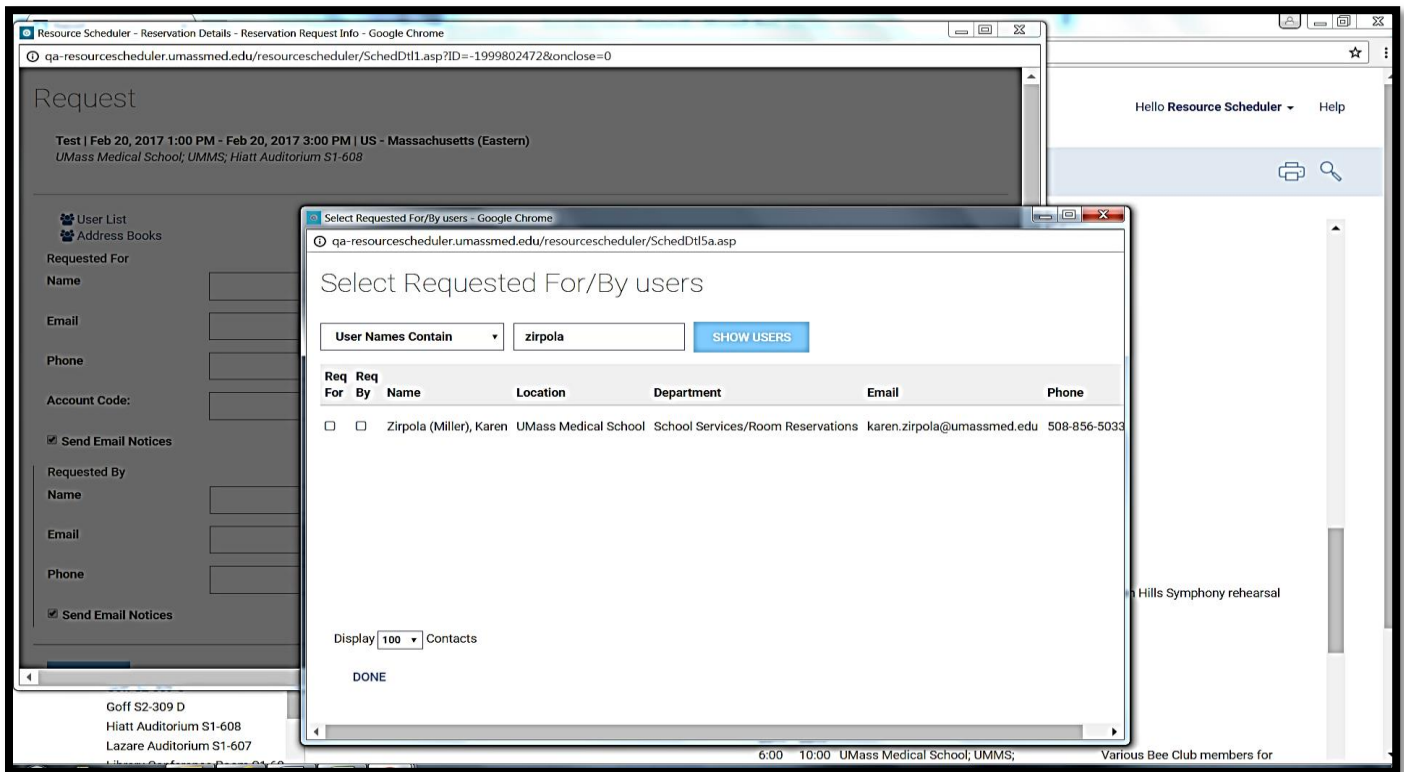 Resource Scheduler - Reservation Details - Reservation Request Info - Google Chrome
qa-resourcescheduler.umassmed.edu/resourcescheduler/SchedDtl1.asp?ID=-1999802472&onclose=0
Hello Resource Scheduler Help
Request
Test | Feb 20, 2017 1:00 PM - Feb 20, 2017 3:00 PM | US - Massachusetts (Eastern)
UMass Medical School; UMMS; Hiatt Auditorium S1-608
User List
Address Books
Requested For
Name
Email
Phone
Account Code:
Send Email Notices
Requested By
Name
Email
Phone
Send Email Notices
Select Requested For/By users - Google Chrome
qa-resourcescheduler.umassmed.edu/resourcescheduler/SchedDtl5a.asp
Select Requested For/By users
User Names Contain zirpola SHOW USERS
Req Req
For By Name Location Department Email Phone
Zirpola (Miller), Karen UMass Medical School School Services/Room Reservations karen.zirpola@umassmed.edu 508-856-5033
Display 100 Contacts
DONE
Hills Symphony rehearsal
Goff S2-309 D
Hiatt Auditorium S1-608
Lazare Auditorium S1-607
6:00 10:00 UMass Medical School; UMMS; Various Bee Club members for